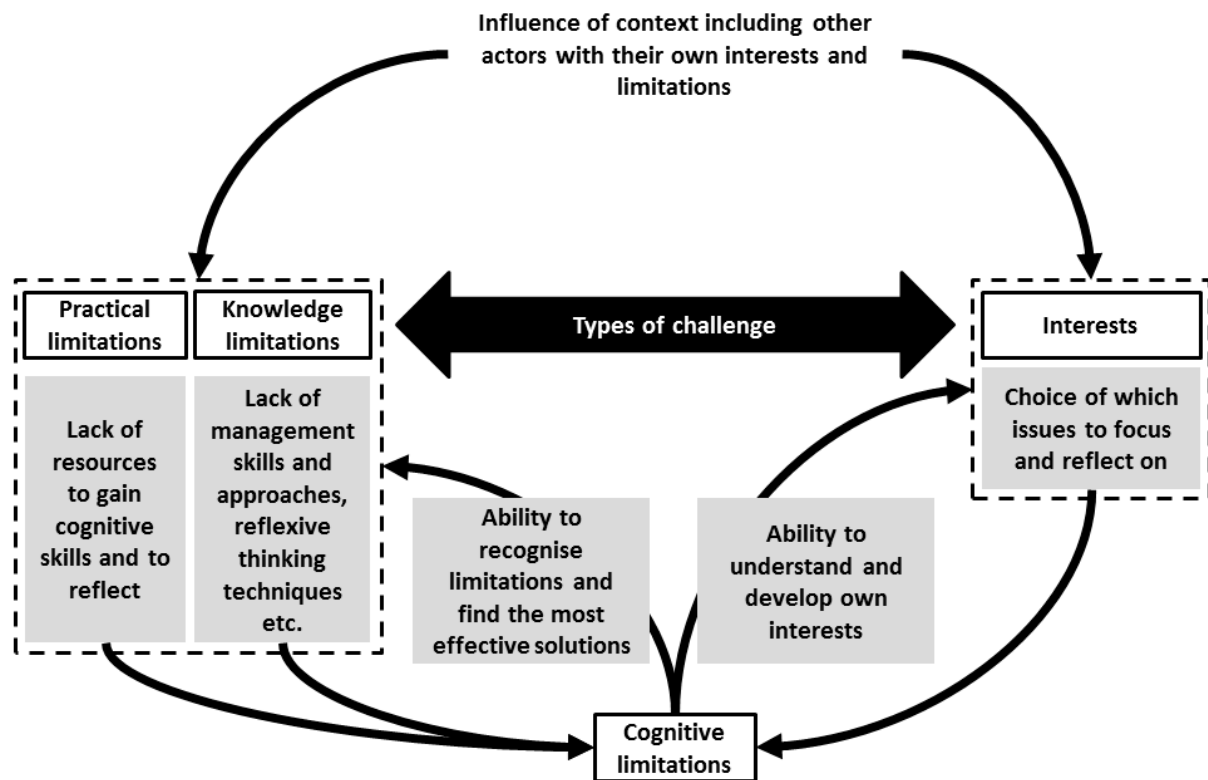 Influence of context including other
actors with their own interests and
limitations
Practical
limitations
Knowledge
limitations
Types of challenge
Interests
Lack of
resources
to gain
cognitive
skills and to
reflect
Lack of
management
skills and
approaches,
reflexive
thinking
techniques
etc.
Choice of which
issues to focus
and reflect on
Ability to
recognise
limitations and
find the most
effective solutions
Ability to
understand and
develop own
interests
Cognitive
limitations